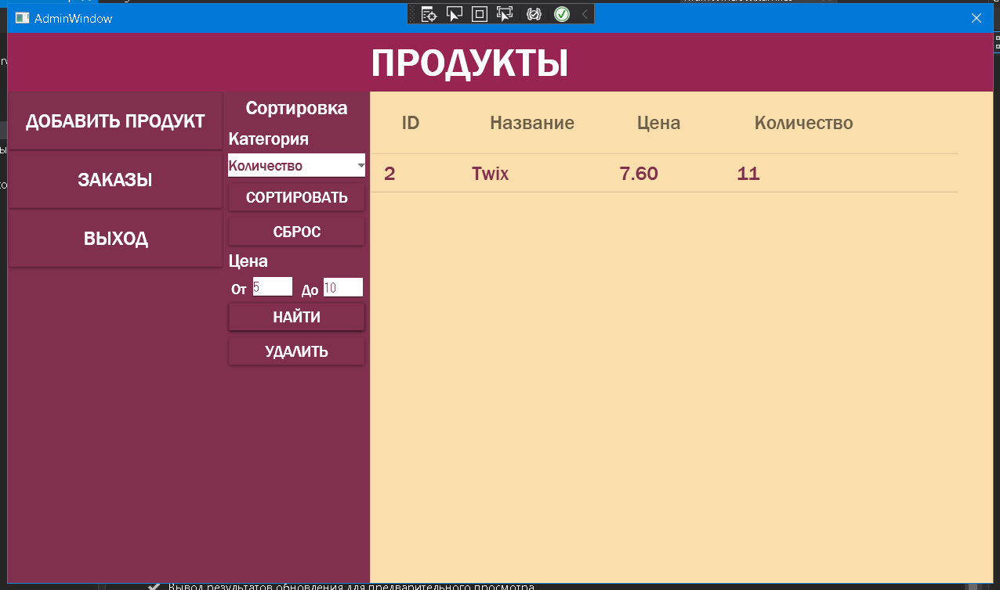 AdminWindow
ПРОДУКТЫ
ДОБАВИТЬ ПРОДУКТ
ЗАКАЗЫ
ВЫХОД
Сортировка
Категория
Количество
СОРТИРОВАТЬ
СБРОС
Цена
От 5 До 10
НАЙТИ
УДАЛИТЬ
ID Название Цена Количество
2 Twix 7.60 11
Вывод результатов обновления для предварительного просмотра